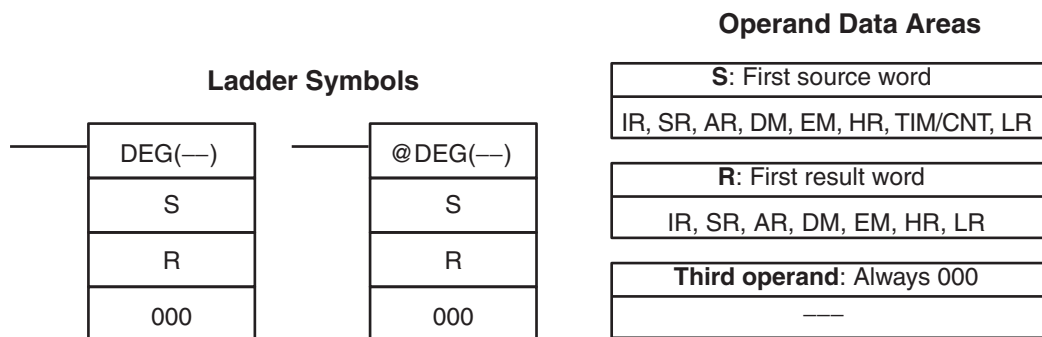 Ladder Symbols
DEG(––)
S
R
000
@DEG(––)
S
R
000
Operand Data Areas
S: First source word
IR, SR, AR, DM, EM, HR, TIM/CNT, LR
R: First result word
IR, SR, AR, DM, EM, HR, LR
Third operand: Always 000
–––